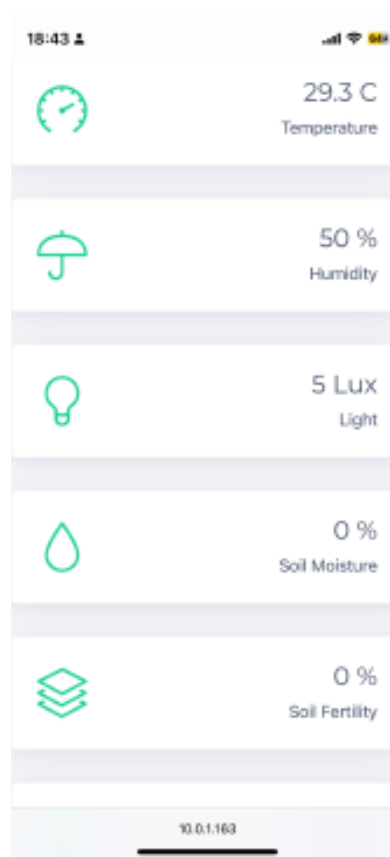 18:43
29.3 C
Temperature
50 %
Humidity
5 Lux
Light
0 %
Soil Moisture
0 %
Soil Fertility
10.0.1.163